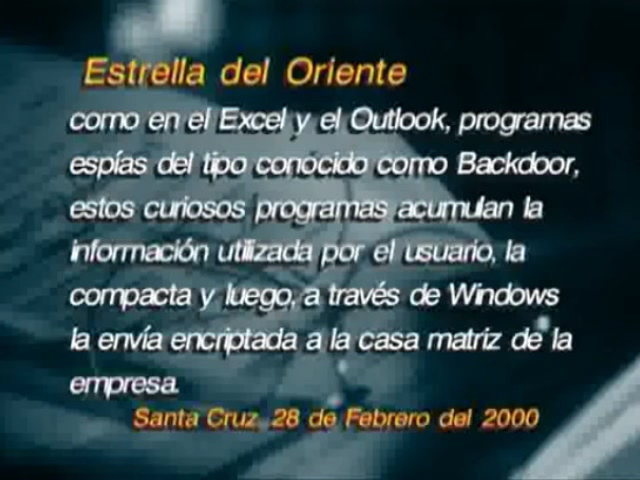 Estrella del Oriente
como en el Excel y el Outlook, programas
espías del tipo conocido como Backdoor,
estos curiosos programas acumulan la
información utilizada por el usuario, la
compacta y luego, a través de Windows
la envía encriptada a la casa matriz de la
empresa.
Santa Cruz, 28 de Febrero del 2000